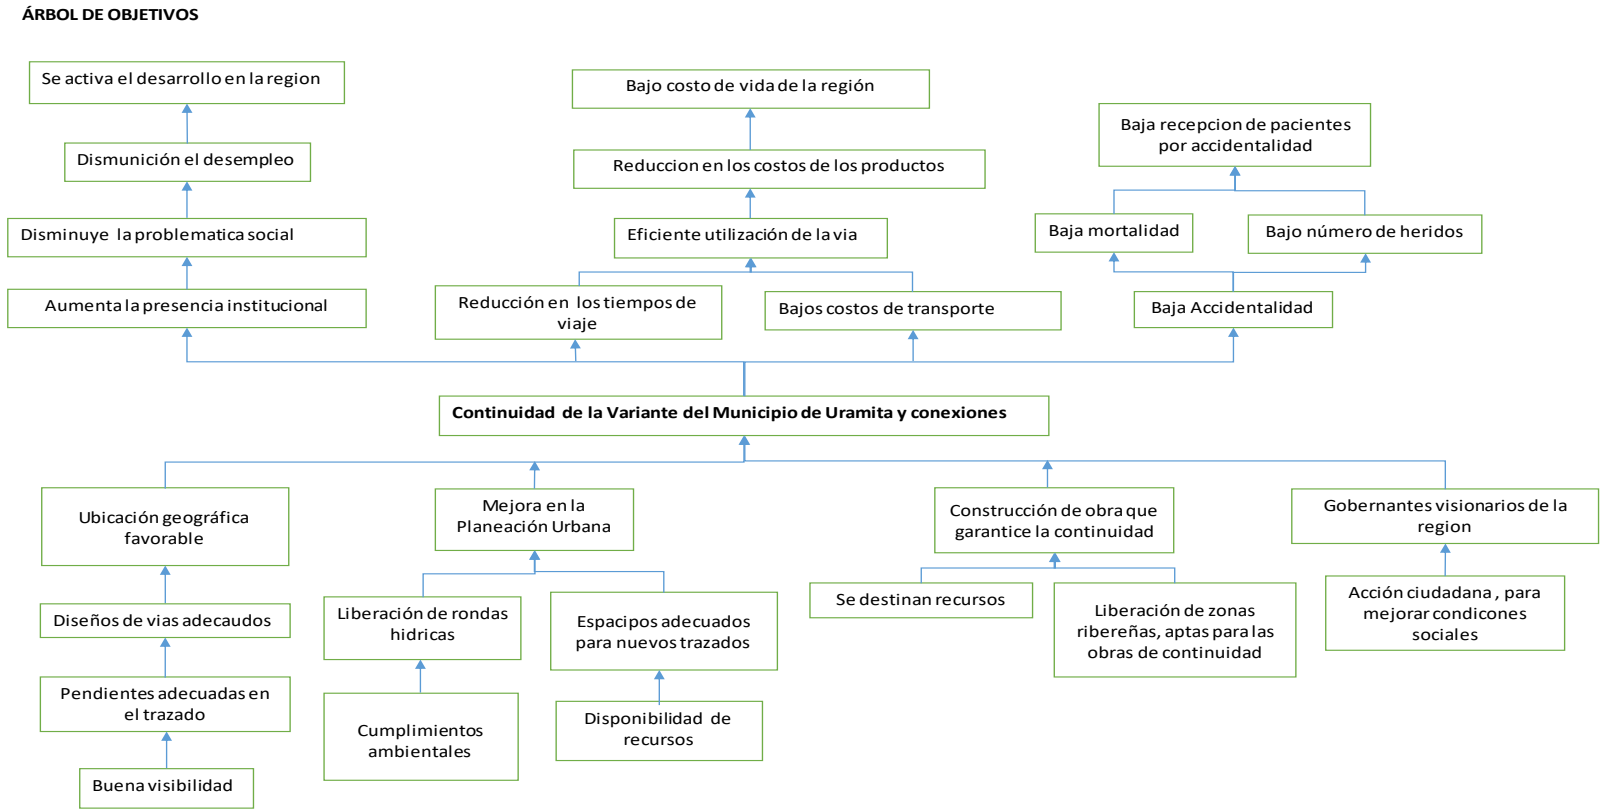 ÁRBOL DE OBJETIVOS
Se activa el desarrollo en la region
Bajo costo de vida de la región
Baja recepcion de pacientes
por accidentalidad
Dismunición el desempleo
Reduccion en los costos de los productos
Disminuye la problematica social
Eficiente utilización de la via
Baja mortalidad
Bajo número de heridos
Aumenta la presencia institucional
Reducción en los tiempos de
viaje
Bajos costos de transporte
Baja Accidentalidad
Continuidad de la Variante del Municipio de Uramita y conexiones
Ubicación geográfica
favorable
Mejora en la
Planeación Urbana
Construcción de obra que
garantice la continuidad
Gobernantes visionarios de la
region
Diseños de vias adecaudos
Liberación de rondas
hidricas
Espacipos adecuados
para nuevos trazados
Se destinan recursos
Liberación de zonas
ribereñas, aptas para las
obras de continuidad
Acción ciudadana , para
mejorar condicones
sociales
Pendientes adecuadas en
el trazado
Cumplimientos
ambientales
Disponibilidad de
recursos
Buena visibilidad